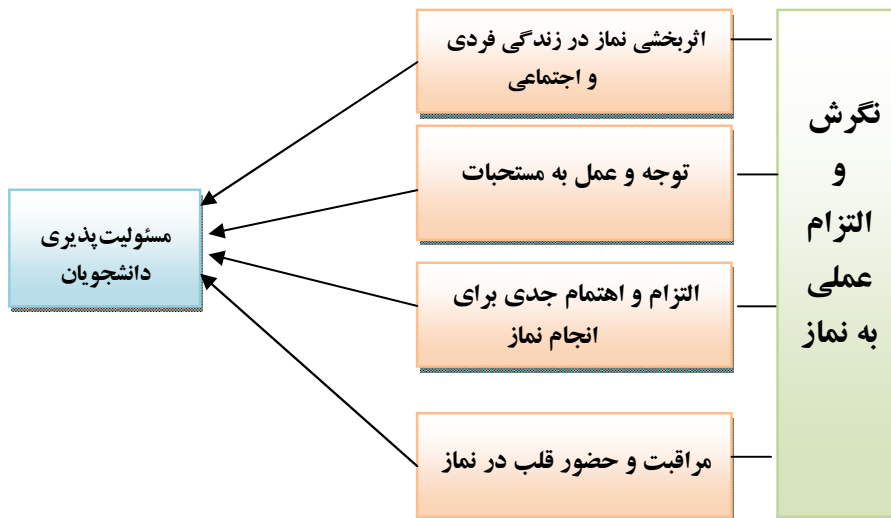 نگرش
و
التزام
عملی
به نماز
اثربخشی نماز در زندگی فردی
و اجتماعی
توجه و عمل به مستحبات
التزام و اهتمام جدی برای
انجام نماز
مراقبت و حضور قلب در نماز
مسئولیت‌پذیری
دانشجویان